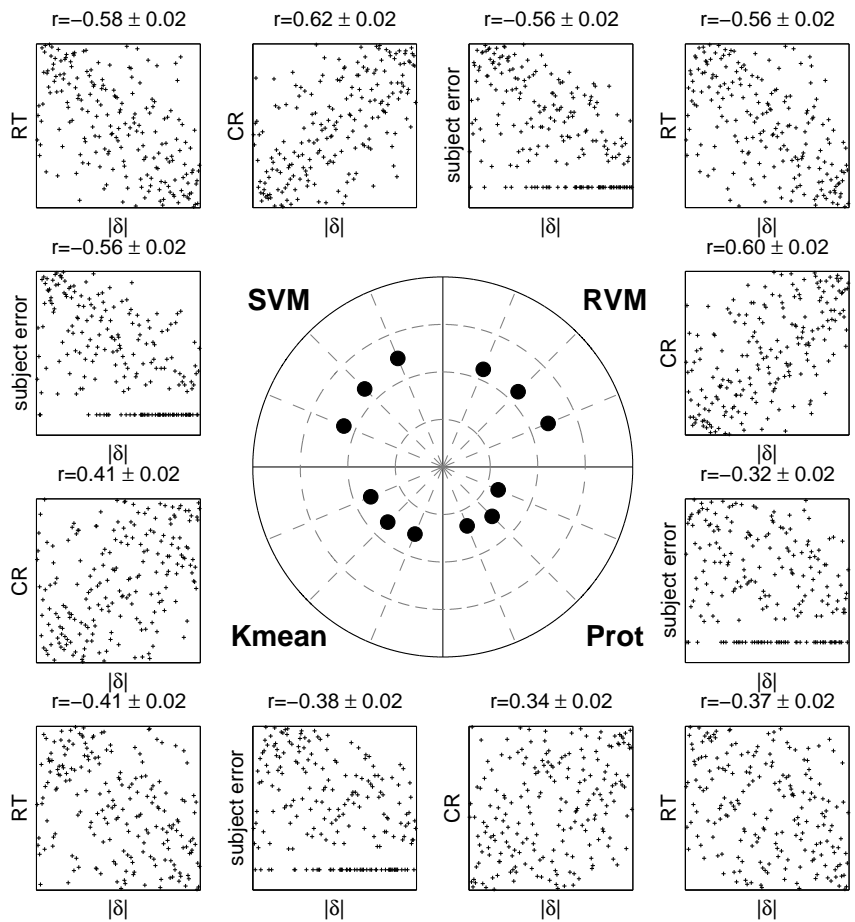 r=−0.58 ± 0.02
r=0.62 ± 0.02
r=−0.56 ± 0.02
r=−0.56 ± 0.02
RT
CR
subject error
RT
|δ|
|δ|
|δ|
|δ|
r=−0.56 ± 0.02
r=0.60 ± 0.02
SVM
RVM
subject error
CR
|δ|
|δ|
r=0.41 ± 0.02
r=−0.32 ± 0.02
CR
subject error
Kmean
Prot
|δ|
|δ|
r=−0.41 ± 0.02
r=−0.38 ± 0.02
r=0.34 ± 0.02
r=−0.37 ± 0.02
RT
subject error
CR
RT
|δ|
|δ|
|δ|
|δ|